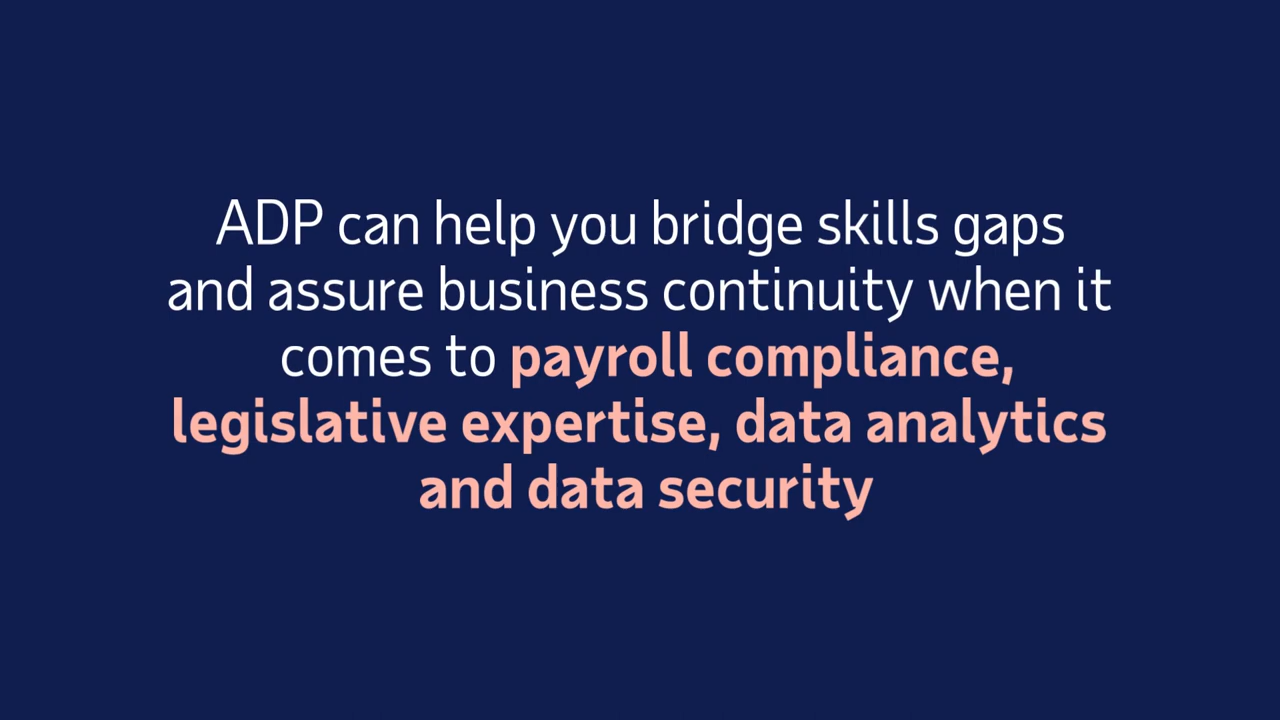 ADP can help you bridge skills gaps
and assure business continuity when it
comes to payroll compliance,
legislative expertise, data analytics
and data security